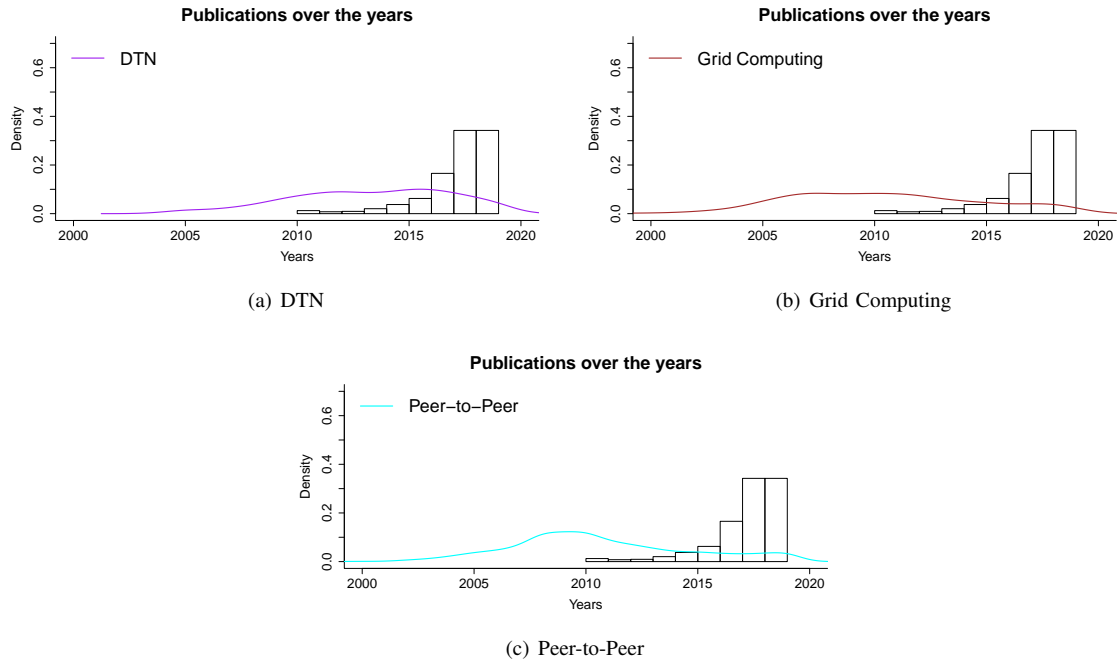 Publications over the years
DTN
Density
0.0 0.2 0.4 0.6
2000 2005 2010 2015 2020
Years
(a) DTN
Publications over the years
Grid Computing
Density
0.0 0.2 0.4 0.6
2000 2005 2010 2015 2020
Years
(b) Grid Computing
Publications over the years
Peer−to−Peer
Density
0.0 0.2 0.4 0.6
2000 2005 2010 2015 2020
Years
(c) Peer-to-Peer